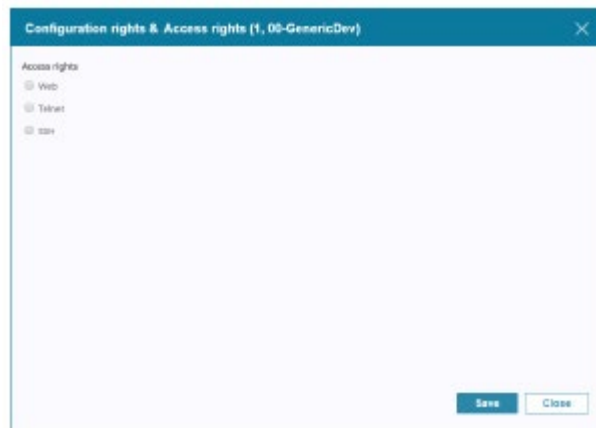 Configuration rights & Access rights (1, 00-GenericDev)
Access rights
Web
Telnet
SSH
Save Close